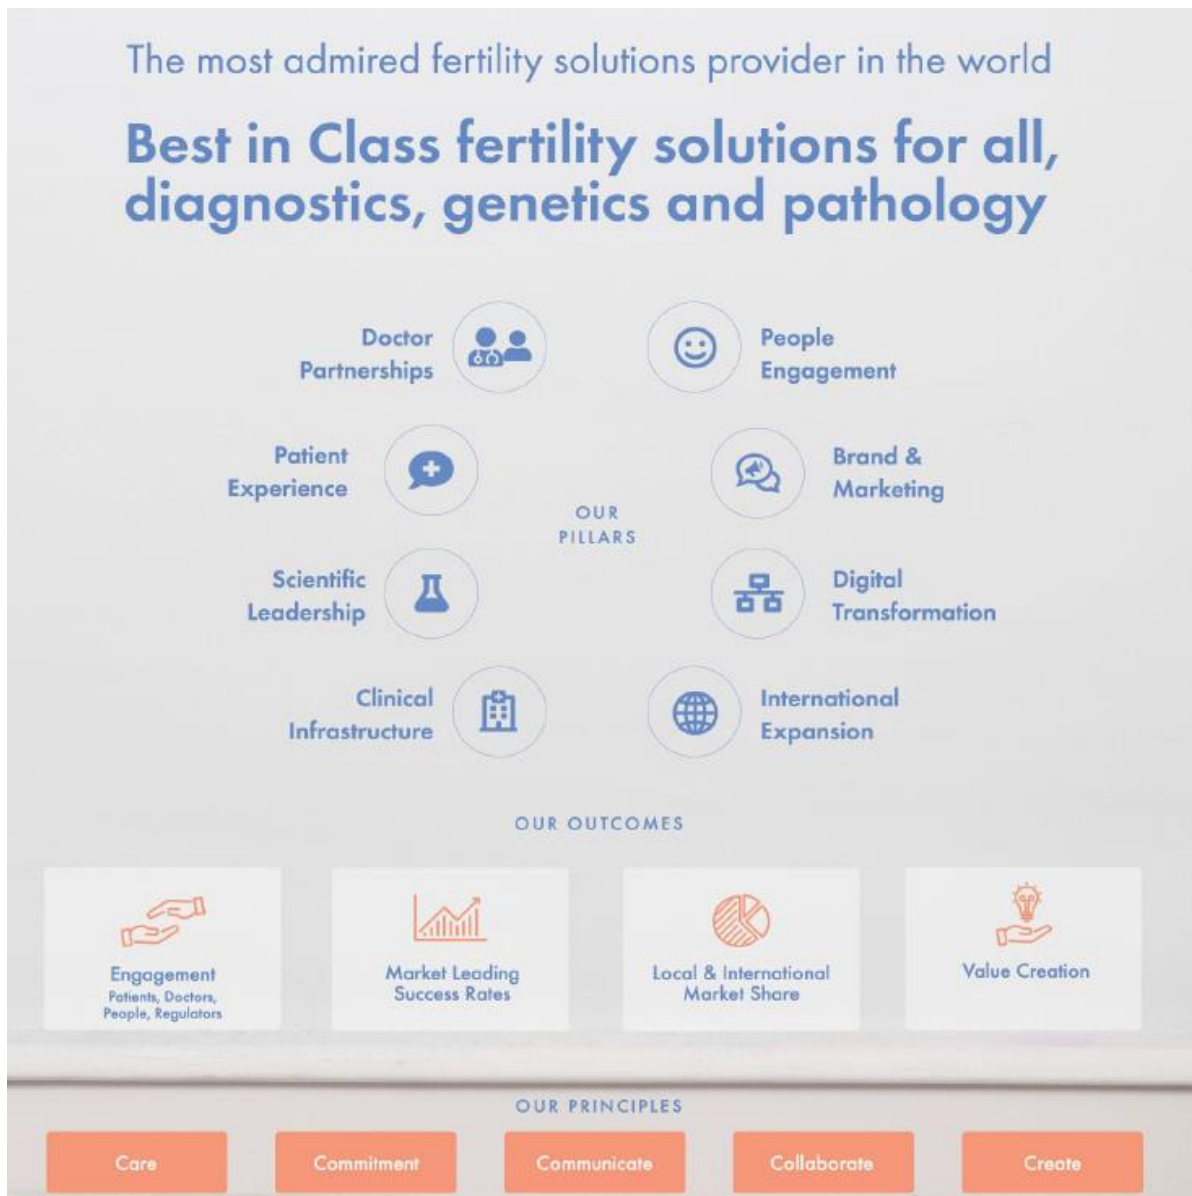 The most admired fertility solutions provider in the world
Best in Class fertility solutions for all,
diagnostics, genetics and pathology
Doctor
Partnerships
People
Engagement
Patient
Experience
Brand &
Marketing
OUR
PILLARS
Scientific
Leadership
Digital
Transformation
Clinical
Infrastructure
International
Expansion
OUR OUTCOMES
Engagement
Patients, Doctors,
People, Regulators
Market Leading
Success Rates
Local & International
Market Share
Value Creation
OUR PRINCIPLES
Care
Commitment
Communicate
Collaborate
Create